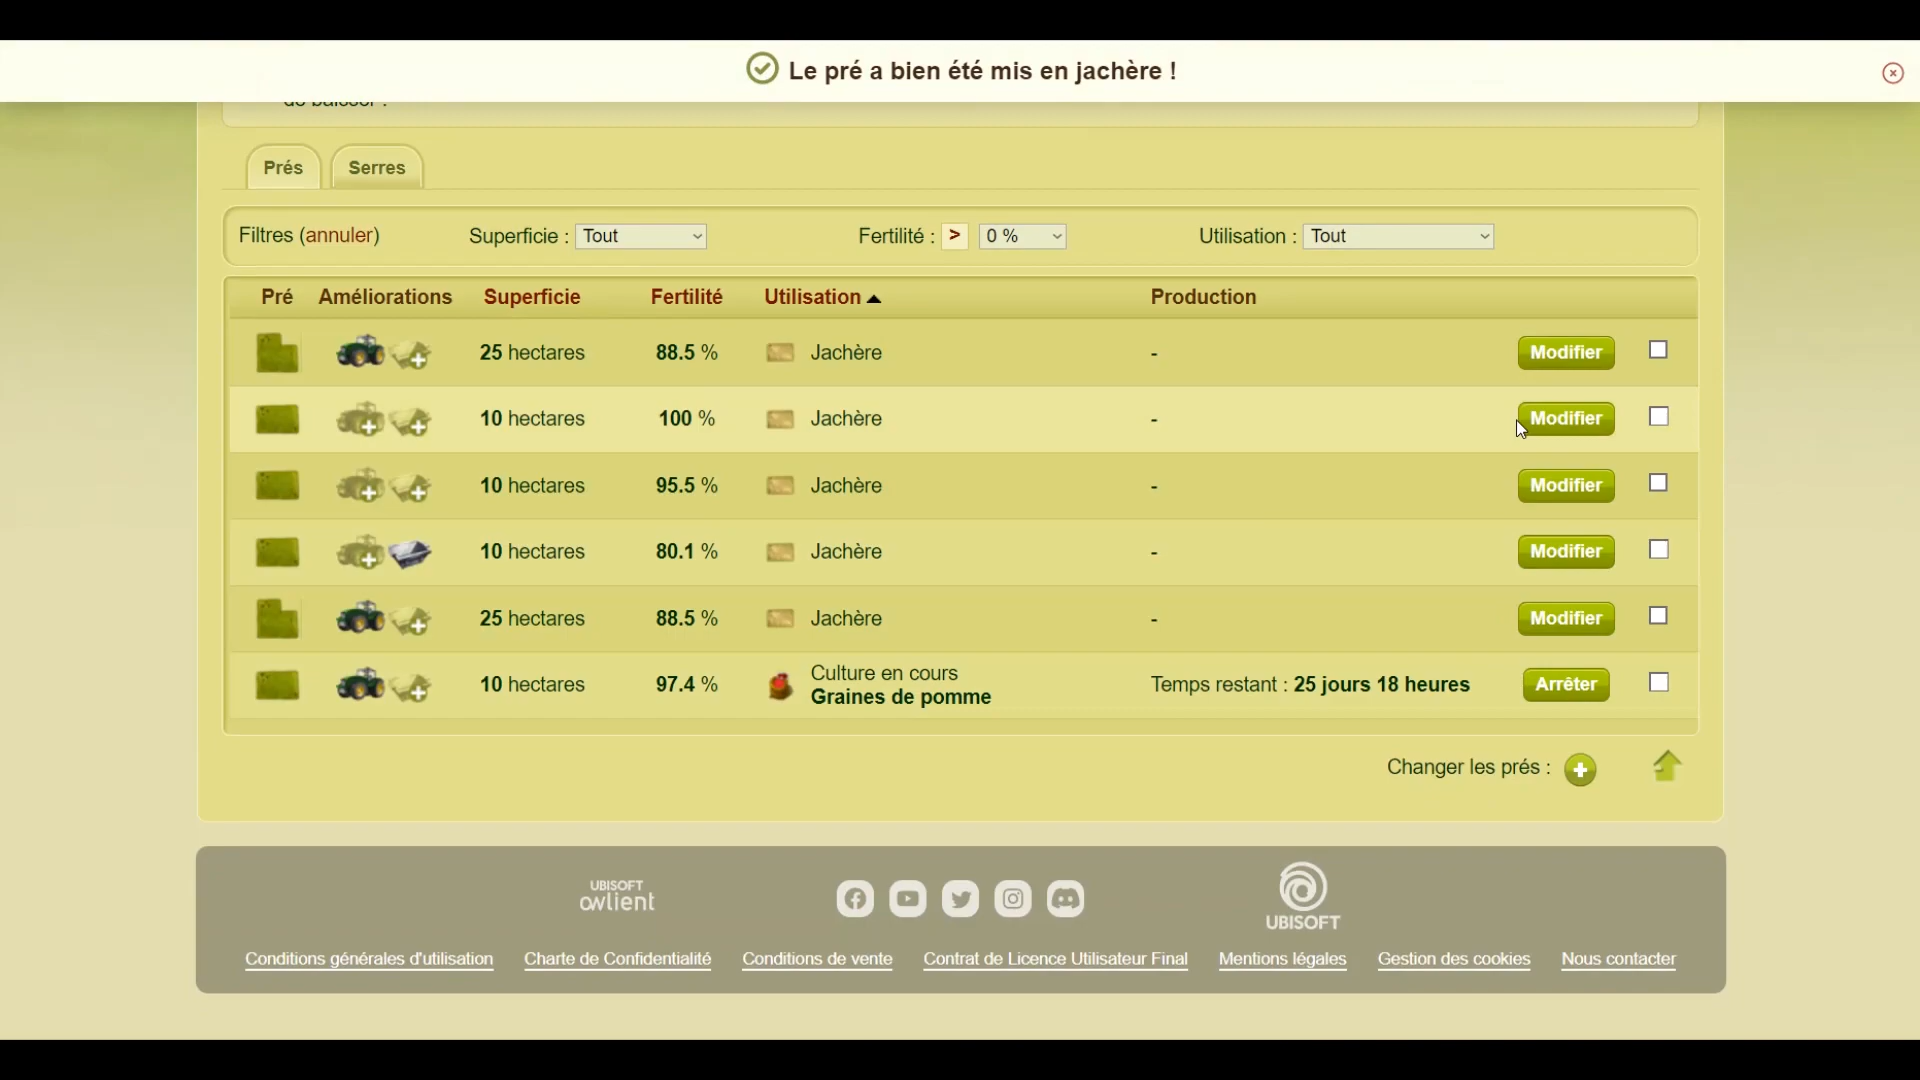 Le pré a bien été mis en jachère !
Prés Serres
Filtres (annuler) Superficie : Tout Fertilité : > 0 % Utilisation : Tout
Pré Améliorations Superficie Fertilité Utilisation Production
25 hectares 88.5 % Jachère - Modifier
10 hectares 100 % Jachère - Modifier
10 hectares 95.5 % Jachère - Modifier
10 hectares 80.1 % Jachère - Modifier
25 hectares 88.5 % Jachère - Modifier
10 hectares 97.4 % Culture en cours Temps restant : 25 jours 18 heures Arrêter
Graines de pomme
Changer les prés :
UBISOFT
owlient
UBISOFT
Conditions générales d'utilisation Charte de Confidentialité Conditions de vente Contrat de Licence Utilisateur Final Mentions légales Gestion des cookies Nous contacter